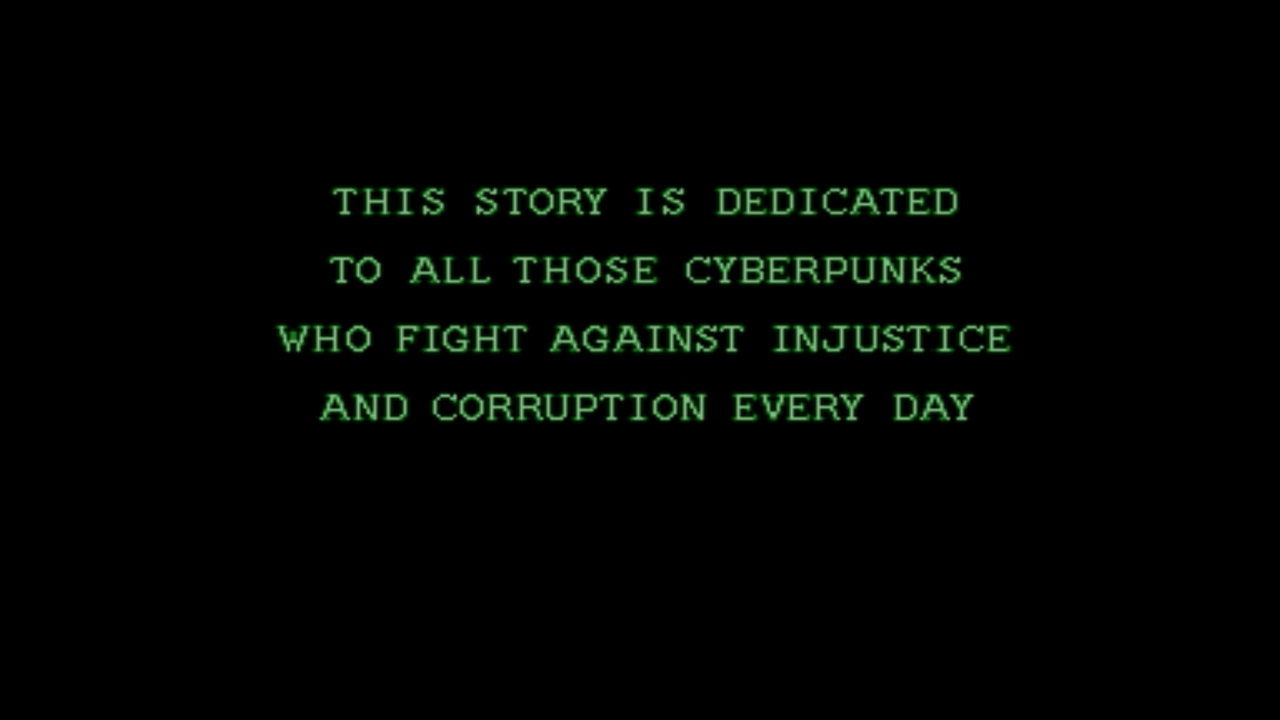 THIS STORY IS DEDICATED
TO ALL THOSE CYBERPUNKS
WHO FIGHT AGAINST INJUSTICE
AND CORRUPTION EVERY DAY